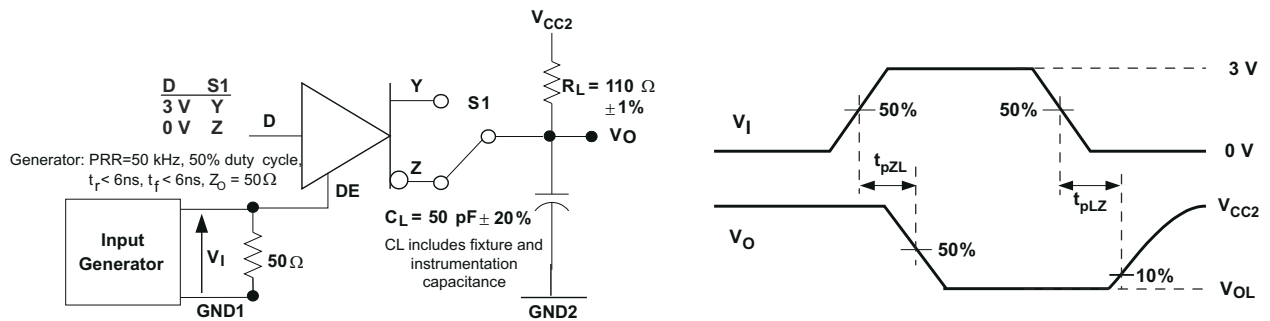 V_CC2
D S1
3 V Y
0 V Z
D
Y
S1
Z
R_L = 110 Ω
±1%
V_O
DE
Generator: PRR=50 kHz, 50% duty cycle,
t_r< 6ns, t_f< 6ns, Z_O = 50Ω
Input
Generator
V_I
50Ω
GND1
C_L = 50 pF ± 20%
CL includes fixture and
instrumentation
capacitance
GND2
3 V
V_I
50%
50%
0 V
t_pZL
t_pLZ
V_CC2
V_O
50%
10%
V_OL